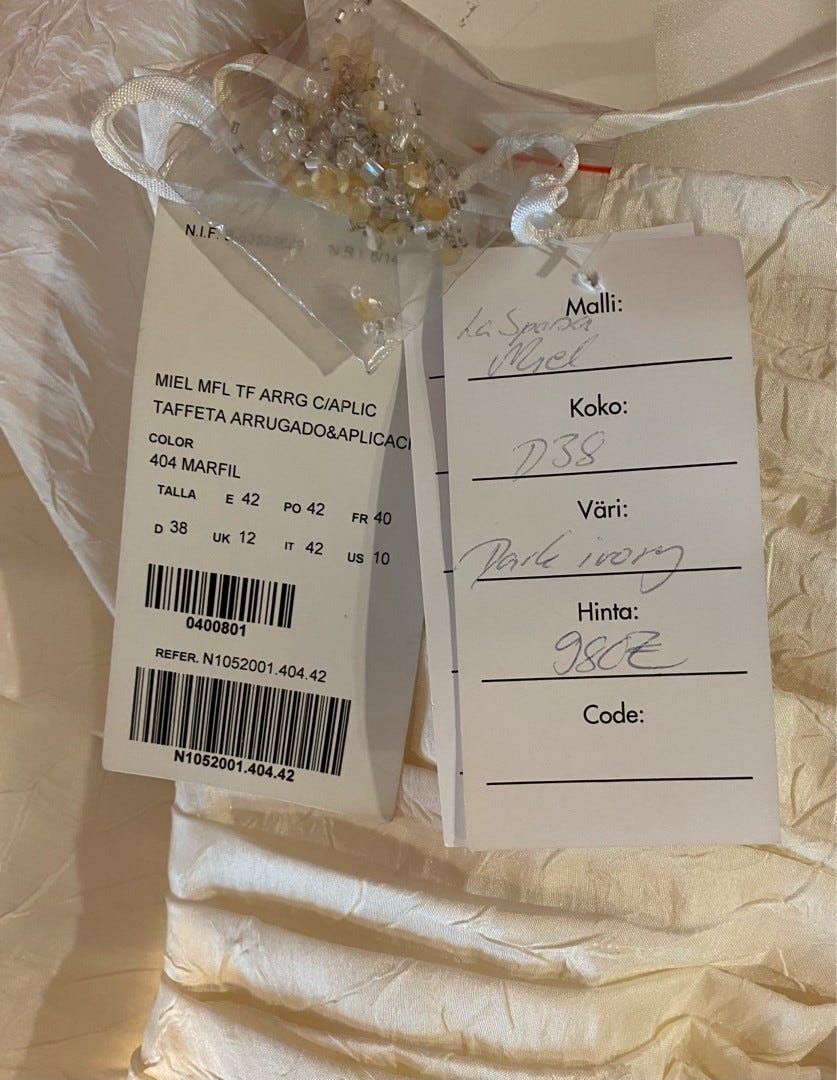 N.I.F.
MIEL MFL TF ARRG C/APLIC
TAFFETA ARRUGADO&APLICACI
COLOR
404 MARFIL
TALLA E 42 PO 42 FR 40
D 38 UK 12 IT 42 US 10
0400801
REFER. N1052001.404.42
N1052001.404.42
Malli:
La Sposa
Miel
Koko:
D38
Väri:
Dark ivory
Hinta:
980€
Code: